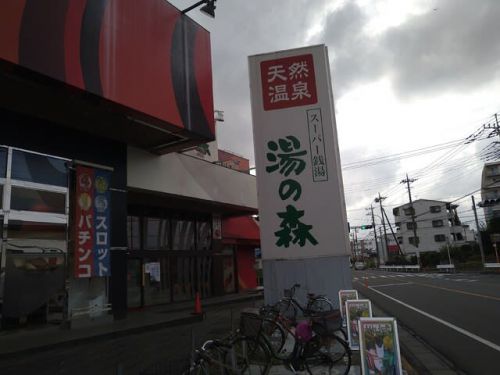 天然
温泉
スーパー銭湯
湯の森
パチンコ
スロット